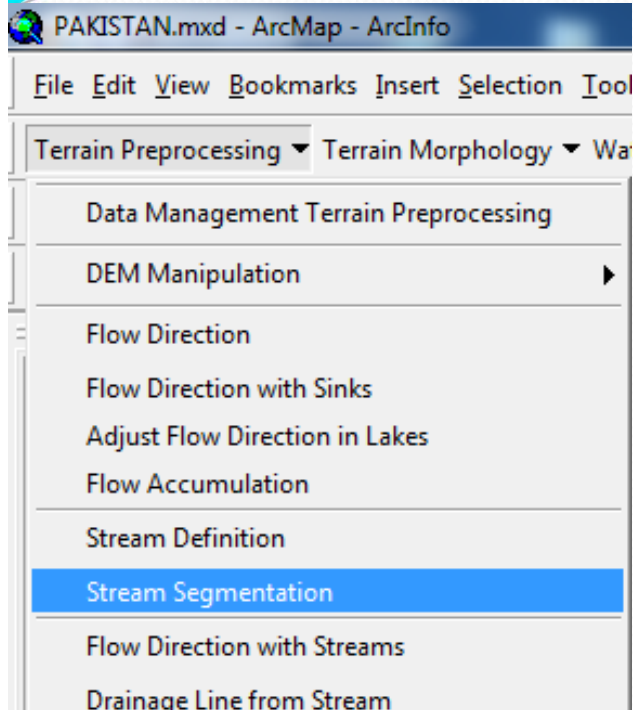 PAKISTAN.mxd - ArcMap - ArcInfo
File Edit View Bookmarks Insert Selection
Terrain Preprocessing Terrain Morphology
Data Management Terrain Preprocessing
DEM Manipulation
Flow Direction
Flow Direction with Sinks
Adjust Flow Direction in Lakes
Flow Accumulation
Stream Definition
Stream Segmentation
Flow Direction with Streams
Drainage Line from Stream